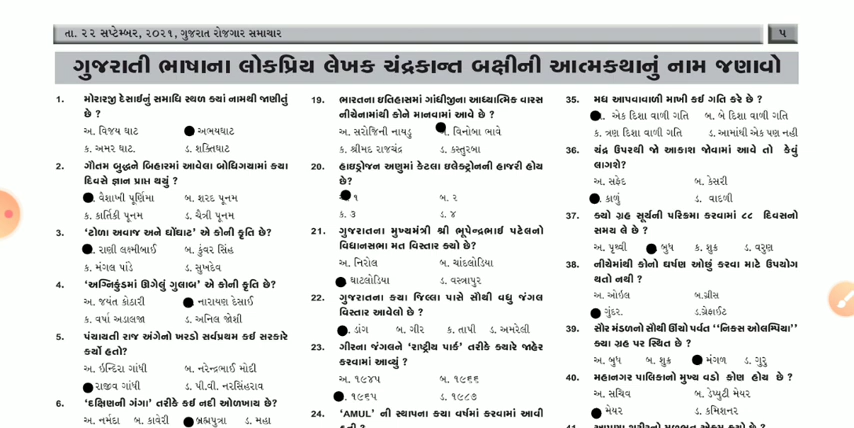 તા. ૨૨ સપ્ટેમ્બર, ૨૦૨૧, ગુજરાત રોજગાર સમાચાર
૫
ગુજરાતી ભાષાના લોકપ્રિય લેખક ચંદ્રકાન્ત બક્ષીની આત્મકથાનું નામ જણાવો
1. મોરારજી દેસાઈનું સમાધિ સ્થળ ક્યાં નામથી જાણીતું
છે ?
અ. વિજય ઘાટ અભયઘાટ
ક. અમર ઘાટ. ડ. શક્તિઘાટ
2. ગૌતમ બુદ્ધને બિહારમાં આવેલા બોધિગયામાં કયા
દિવસે જ્ઞાન પ્રાપ્ત થયું ?
વૈશાખી પૂર્ણિમા બ. શરદ પૂનમ
ક. કાર્તિકી પૂનમ ડ. ચૈત્રી પૂનમ
3. ‘ટોળા અવાજ અને ઘોંઘાટ’ એ કોની કૃતિ છે?
. રાણી લક્ષ્મીબાઈ બ. કુંવર સિંહ
ક. મંગલ પાંડે ડ. સુખદેવ
4. ‘અગ્નિકુંડમાં ઊગેલું ગુલાબ’ એ કોની કૃતિ છે?
અ. જયંત કોઠારી નારાયણ દેસાઈ
ક. વર્ષા અડાલજા ડ. અનિલ જોશી
5. પંચાયતી રાજ અંગેનો ખરડો સર્વપ્રથમ કઈ સરકારે
કર્યો હતો?
અ. ઇન્દિરા ગાંધી બ. નરેન્દ્રભાઈ મોદી
રાજીવ ગાંધી ડ. પી.વી. નરસિંહરાવ
6. ‘દક્ષિણની ગંગા’ તરીકે કઈ નદી ઓળખાય છે?
અ. નર્મદા બ. કાવેરી બ્રહ્મપુત્રા ડ. મહા
19. ભારતના ઇતિહાસમાં ગાંધીજીના આધ્યાત્મિક વારસ
નીચેનામાંથી કોને માનવામાં આવે છે ?
અ. સરોજિની નાયડુ . વિનોબા ભાવે
ક. શ્રીમદ રાજચંદ્ર ડ. કસ્તુરબા
20. હાઇડ્રોજન અણુમાં કેટલા ઇલેક્ટ્રોનની હાજરી હોય
છે?
૧ બ. ૨
ક. ૩ ડ. ૪
21. ગુજરાતના મુખ્યમંત્રી શ્રી ભૂપેન્દ્રભાઈ પટેલનો
વિધાનસભા મત વિસ્તાર ક્યો છે?
અ. નિરોલ બ. ચાંદલોડિયા
. ઘાટલોડિયા ડ. વસ્ત્રાપુર
22. ગુજરાતના કયા જિલ્લા પાસે સૌથી વધુ જંગલ
વિસ્તાર આવેલો છે ?
. ડાંગ બ. ગીર ક. તાપી ડ. અમરેલી
23. ગીરના જંગલને ‘રાષ્ટ્રીય પાર્ક’ તરીકે ક્યારે જાહેર
કરવામાં આવ્યું ?
અ. ૧૯૪૫ બ. ૧૯૬૬
. ૧૯૬૫ ડ. ૧૯૮૭
24. ‘AMUL’ ની સ્થાપના કયા વર્ષમાં કરવામાં આવી
35. મધ આપવાવાળી માખી કઈ ગતિ કરે છે ?
. એક દિશા વાળી ગતિ બ. બે દિશા વાળી ગતિ
ક. ત્રણ દિશા વાળી ગતિ ડ. આમાંથી એક પણ નહી
36. ચંદ્ર ઉપરથી જો આકાશ જોવામાં આવે તો કેવું
લાગશે?
અ. સફેદ બ. કેસરી
. કાળું ડ. વાદળી
37. ક્યો ગ્રહ સૂર્યની પરિક્રમા કરવામાં ૮૮ દિવસનો
સમય લે છે ?
અ. પૃથ્વી બુધ ક. શુક્ર ડ. વરુણ
38. નીચેમાંથી કોનો ઘર્ષણ ઓછું કરવા માટે ઉપયોગ
થતો નથી ?
અ. ઓઇલ બ.ગ્રીસ
ગુંદર. ડ.ગ્રેફાઈટ
39. સૌર મંડળનો સૌથી ઊંચો પર્વત ‘‘નિક્સ ઓલમ્પિયા’’
ક્યા ગ્રહ પર સ્થિત છે ?
અ. બુધ બ. શુક્ર મંગળ ડ. ગુરુ
40. મહાનગર પાલિકાનો મુખ્ય વડો કોણ હોય છે ?
અ. સચિવ બ. ડેપ્યુટી મેયર
મેયર ડ. કમિશનર